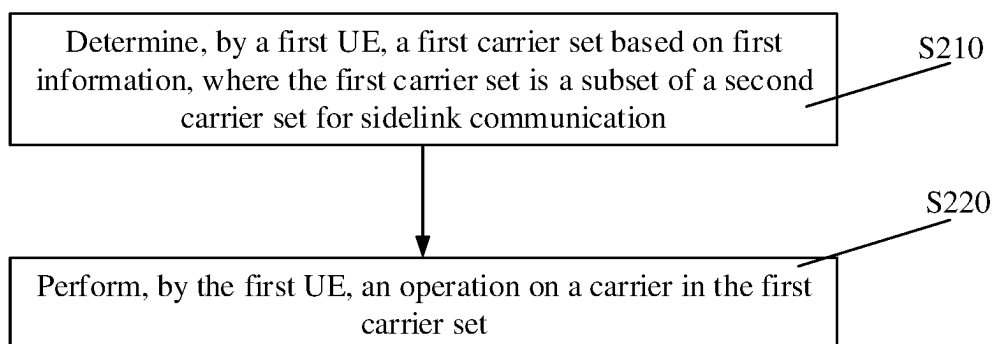 Determine, by a first UE, a first carrier set based on first
information, where the first carrier set is a subset of a second
carrier set for sidelink communication
S210
S220
Perform, by the first UE, an operation on a carrier in the first
carrier set